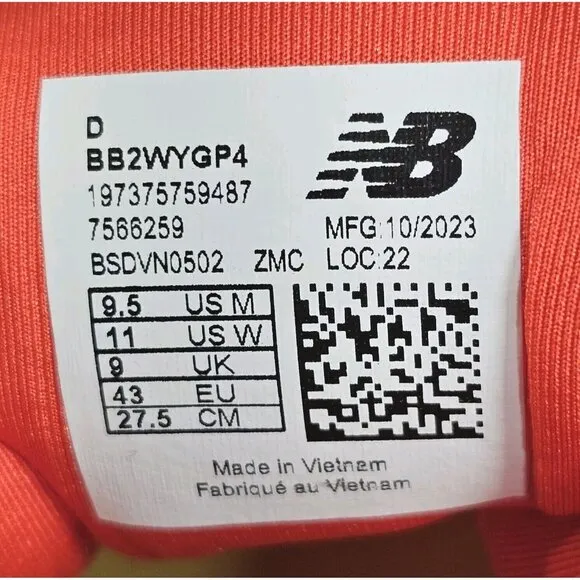 D
BB2WYGP4
197375759487
7566259
MFG:10/2023
BSDVN0502 ZMC LOC:22
NB
9.5 US M
11 US W
9 UK
43 EU
27.5 CM
Made in Vietnam
Fabriqué au Vietnam